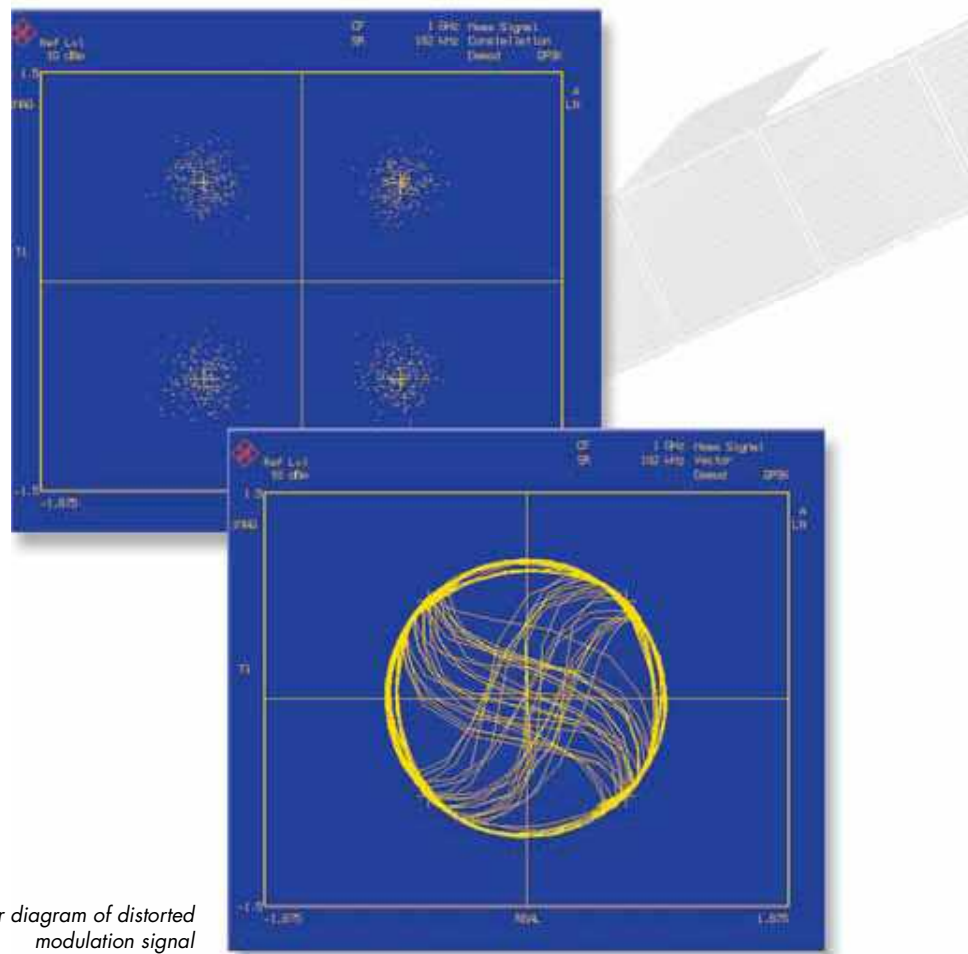 CF 1 GHz Meas Signal
Ref Lvl SR 192 kHz Constellation
10 dBm Demod QPSK
1.5
A
LN
T1
-1.5
-1.875
CF 1 GHz Meas Signal
Ref Lvl SR 192 kHz Vector
10 dBm Demod QPSK
1.5
A
LN
T1
-1.5
-1.875 REAL 1.875
r diagram of distorted
modulation signal